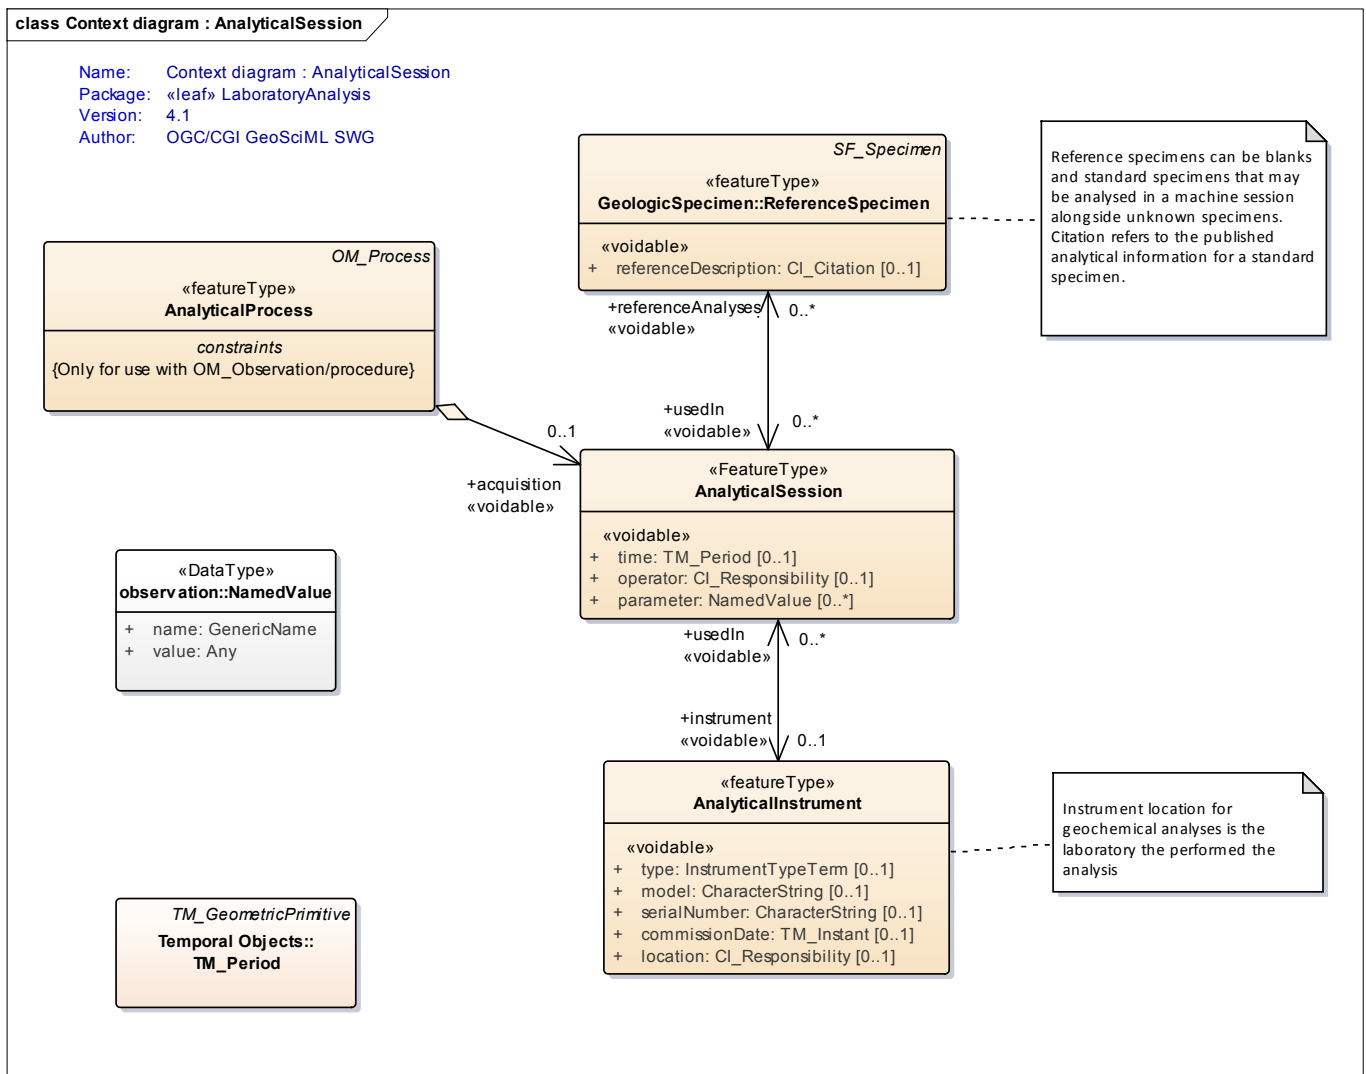 class Context diagram : AnalyticalSession
Name: Context diagram : AnalyticalSession
Package: «leaf» LaboratoryAnalysis
Version: 4.1
Author: OGC/CGI GeoSciML SWG
SF_Specimen
«featureType»
GeologicSpecimen::ReferenceSpecimen
«voidable»
+ referenceDescription: CI_Citation [0..1]
Reference specimens can be blanks
and standard specimens that may
be analysed in a machine session
alongside unknown specimens.
Citation refers to the published
analytical information for a standard
specimen.
OM_Process
«featureType»
AnalyticalProcess
constraints
{Only for use with OM_Observation/procedure}
+referenceAnalyses
«voidable»
0..*
+usedIn
«voidable»
0..*
0..1
+acquisition
«voidable»
«FeatureType»
AnalyticalSession
«voidable»
+ time: TM_Period [0..1]
+ operator: CI_Responsibility [0..1]
+ parameter: NamedValue [0..*]
«DataType»
observation::NamedValue
+ name: GenericName
+ value: Any
+usedIn
«voidable»
0..*
+instrument
«voidable»
0..1
«featureType»
AnalyticalInstrument
«voidable»
+ type: InstrumentTypeTerm [0..1]
+ model: CharacterString [0..1]
+ serialNumber: CharacterString [0..1]
+ commissionDate: TM_Instant [0..1]
+ location: CI_Responsibility [0..1]
Instrument location for
geochemical analyses is the
laboratory the performed the
analysis
TM_GeometricPrimitive
Temporal Objects::
TM_Period